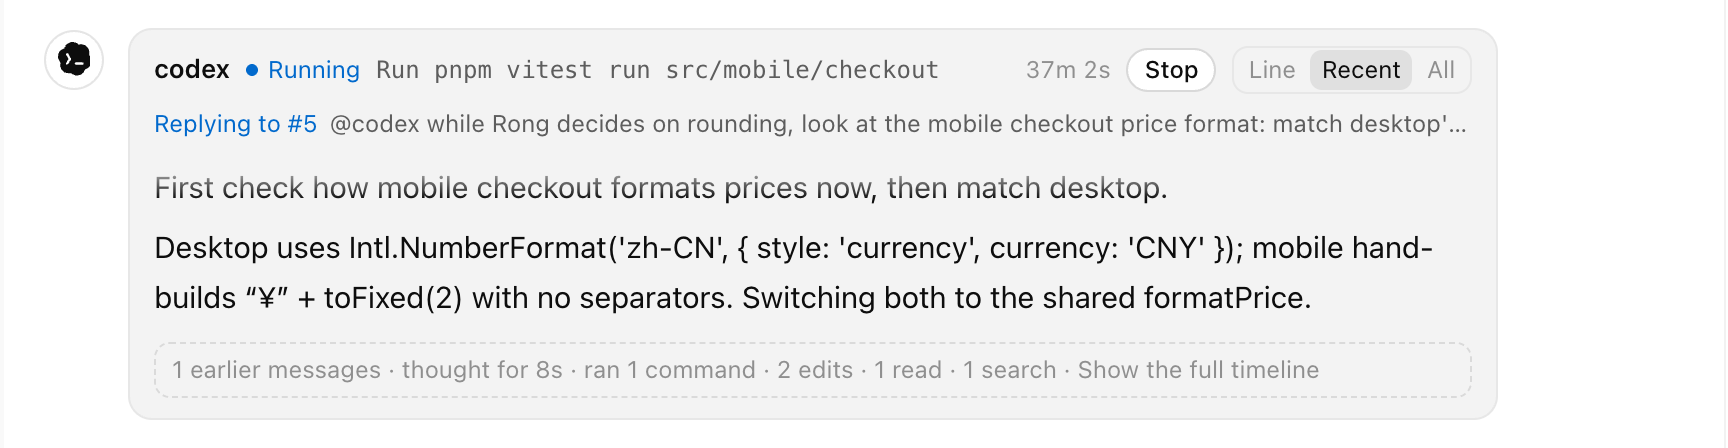 codex ● Running Run pnpm vitest run src/mobile/checkout 37m 2s Stop Line Recent All
Replying to #5 @codex while Rong decides on rounding, look at the mobile checkout price format: match desktop'...
First check how mobile checkout formats prices now, then match desktop.
Desktop uses Intl.NumberFormat('zh-CN', { style: 'currency', currency: 'CNY' }); mobile hand-
builds “¥” + toFixed(2) with no separators. Switching both to the shared formatPrice.
1 earlier messages · thought for 8s · ran 1 command · 2 edits · 1 read · 1 search · Show the full timeline